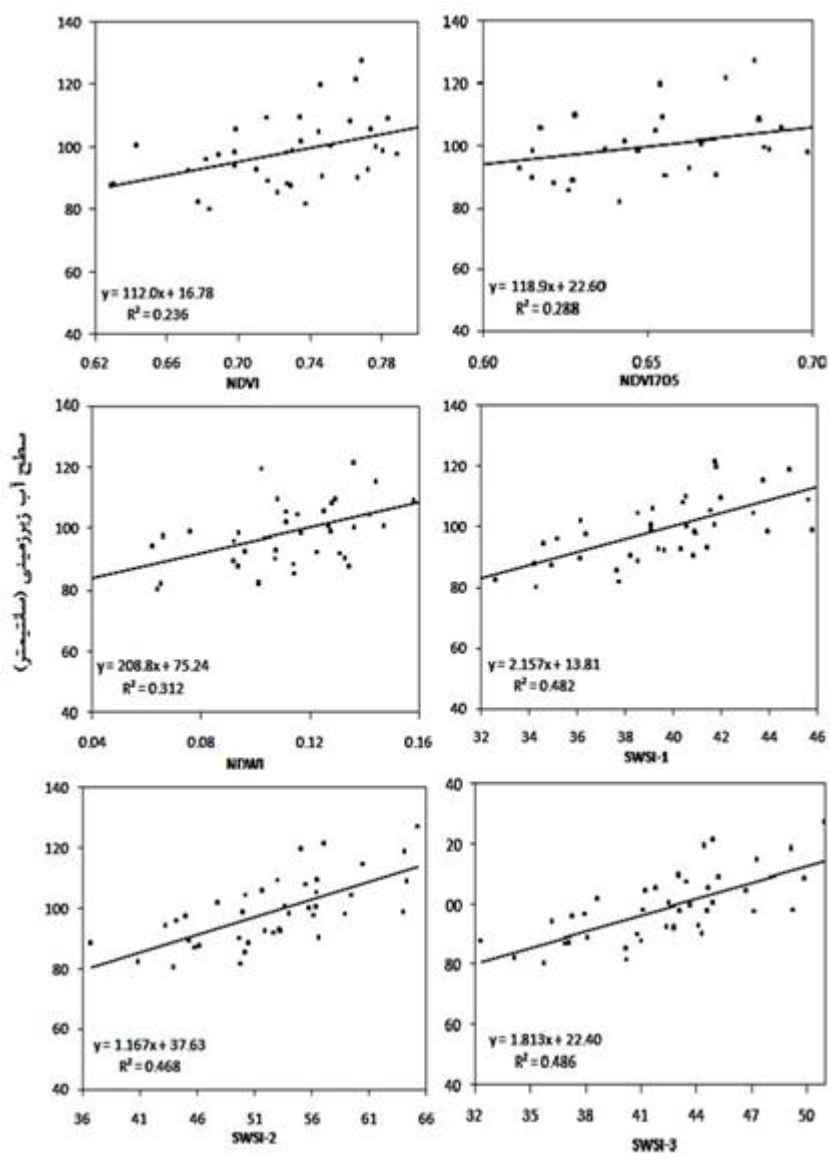 سطح آب زیرزمینی (سانتیمتر)
140
120
100
80
60
40
y = 112.0x + 16.78
R² = 0.236
0.62 0.66 0.70 0.74 0.78
NDVI
140
120
100
80
60
40
y = 118.9x + 22.60
R² = 0.288
0.60 0.65 0.70
NDVI705
140
120
100
80
60
40
y = 208.8x + 75.24
R² = 0.312
0.04 0.08 0.12 0.16
NDWI
140
120
100
80
60
40
y = 2.157x + 13.81
R² = 0.482
32 34 36 38 40 42 44 46
SWSI-1
140
120
100
80
60
40
y = 1.167x + 37.63
R² = 0.468
36 41 46 51 56 61 66
SWSI-2
40
20
00
80
60
40
y = 1.813x + 22.40
R² = 0.486
32 35 38 41 44 47 50
SWSI-3